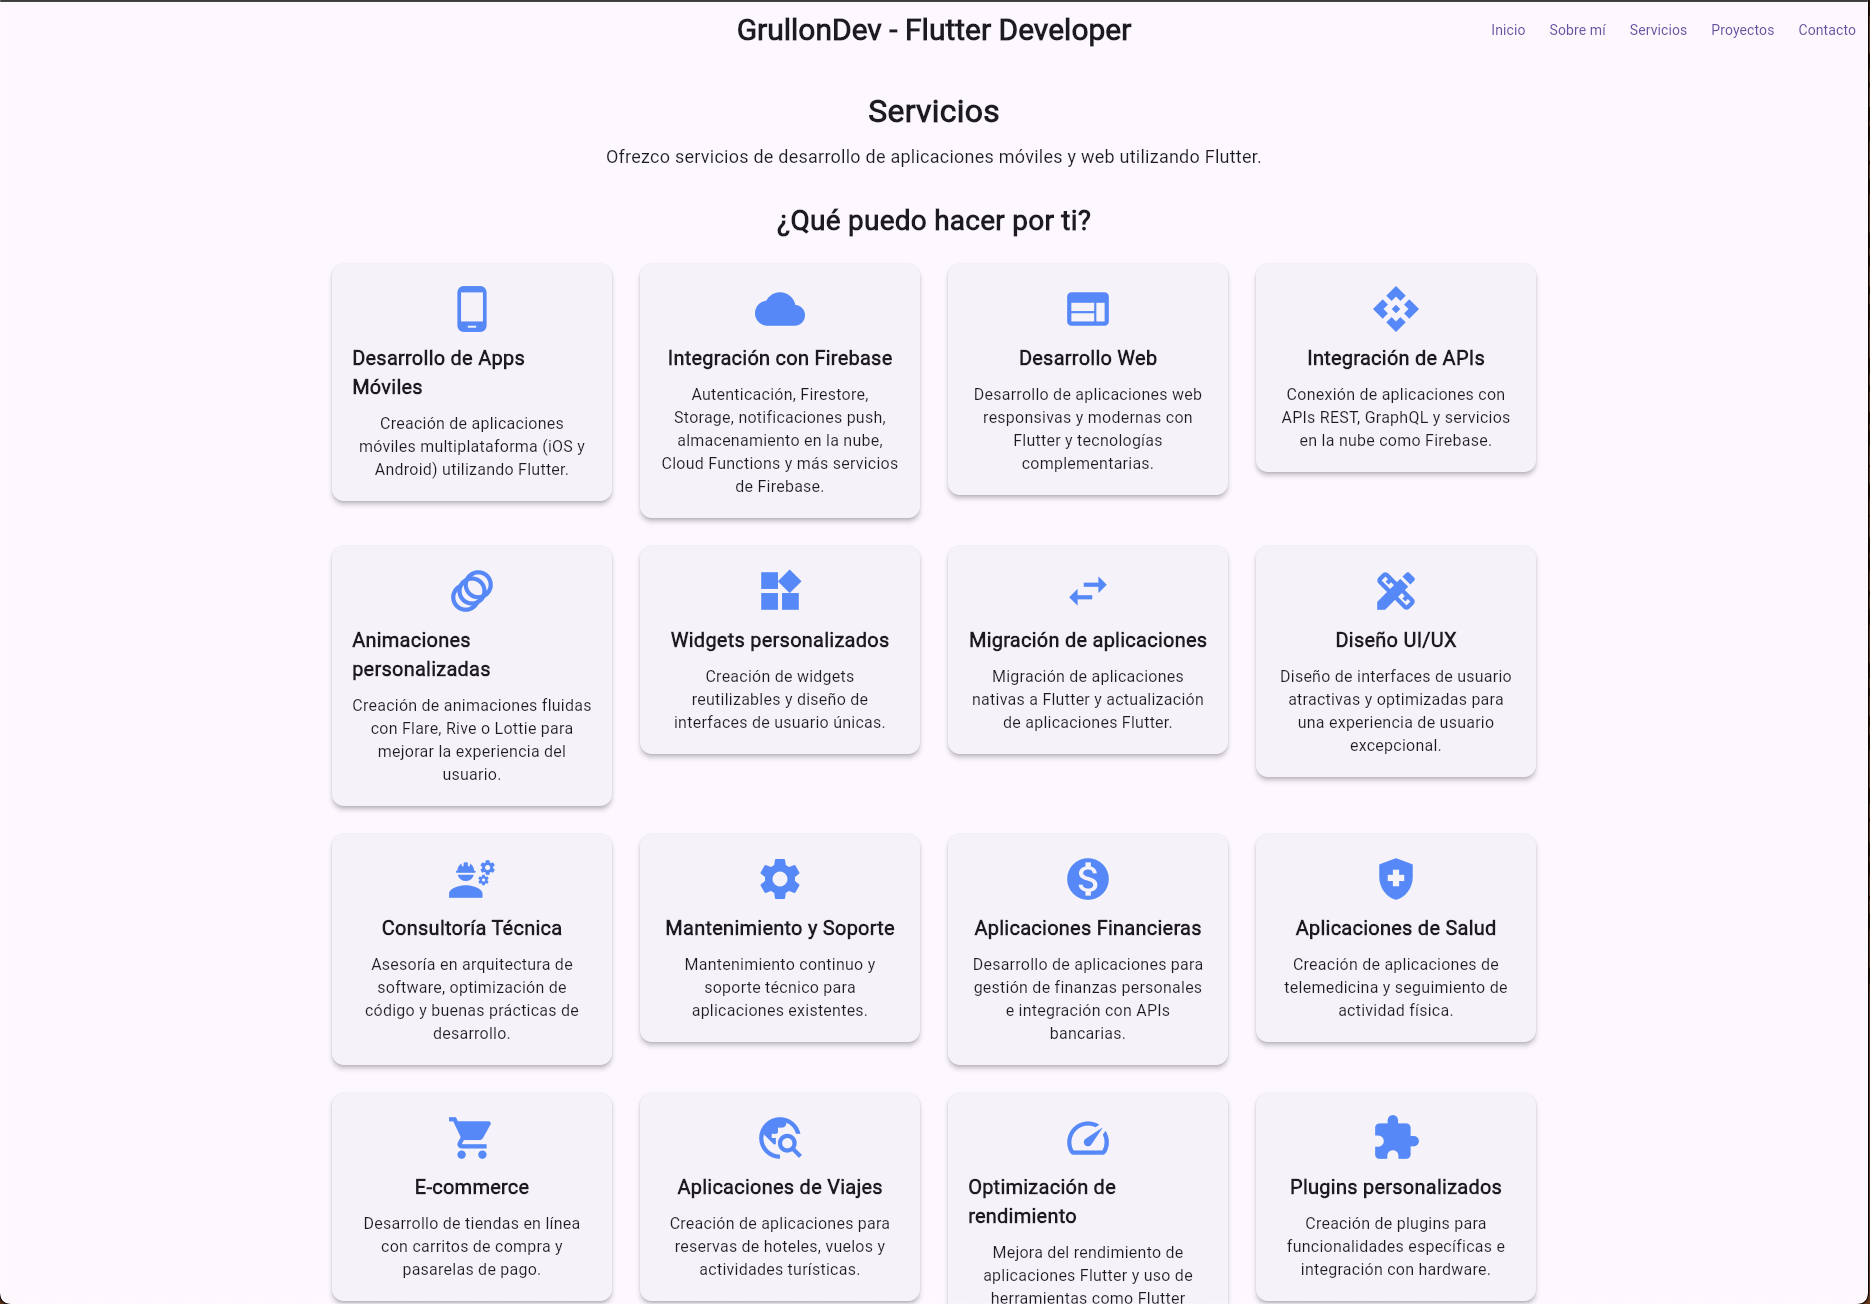 GrullonDev - Flutter Developer
Inicio
Sobre mí
Servicios
Proyectos
Contacto
Servicios
Ofrezco servicios de desarrollo de aplicaciones móviles y web utilizando Flutter.
¿Qué puedo hacer por ti?
Desarrollo de Apps
Móviles
Creación de aplicaciones
móviles multiplataforma (iOS y
Android) utilizando Flutter.
Integración con Firebase
Autenticación, Firestore,
Storage, notificaciones push,
almacenamiento en la nube,
Cloud Functions y más servicios
de Firebase.
Desarrollo Web
Desarrollo de aplicaciones web
responsivas y modernas con
Flutter y tecnologías
complementarias.
Integración de APIs
Conexión de aplicaciones con
APIs REST, GraphQL y servicios
en la nube como Firebase.
Animaciones
personalizadas
Creación de animaciones fluidas
con Flare, Rive o Lottie para
mejorar la experiencia del
usuario.
Widgets personalizados
Creación de widgets
reutilizables y diseño de
interfaces de usuario únicas.
Migración de aplicaciones
Migración de aplicaciones
nativas a Flutter y actualización
de aplicaciones Flutter.
Diseño UI/UX
Diseño de interfaces de usuario
atractivas y optimizadas para
una experiencia de usuario
excepcional.
Consultoría Técnica
Asesoría en arquitectura de
software, optimización de
código y buenas prácticas de
desarrollo.
Mantenimiento y Soporte
Mantenimiento continuo y
soporte técnico para
aplicaciones existentes.
Aplicaciones Financieras
Desarrollo de aplicaciones para
gestión de finanzas personales
e integración con APIs
bancarias.
Aplicaciones de Salud
Creación de aplicaciones de
telemedicina y seguimiento de
actividad física.
E-commerce
Desarrollo de tiendas en línea
con carritos de compra y
pasarelas de pago.
Aplicaciones de Viajes
Creación de aplicaciones para
reservas de hoteles, vuelos y
actividades turísticas.
Optimización de
rendimiento
Mejora del rendimiento de
aplicaciones Flutter y uso de
herramientas como Flutter
Plugins personalizados
Creación de plugins para
funcionalidades específicas e
integración con hardware.